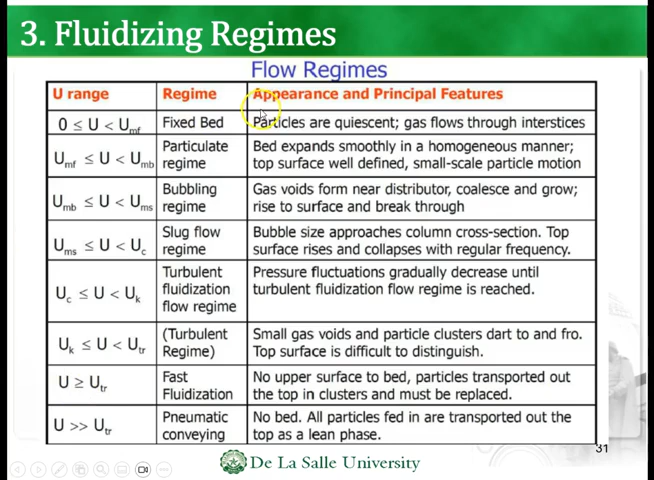 3. Fluidizing Regimes
Flow Regimes
U range Regime Appearance and Principal Features
0 ≤ U < Umf Fixed Bed Particles are quiescent; gas flows through interstices
Umf ≤ U < Umb Particulate regime Bed expands smoothly in a homogeneous manner;
top surface well defined, small-scale particle motion
Umb ≤ U < Ums Bubbling regime Gas voids form near distributor, coalesce and grow;
rise to surface and break through
Ums ≤ U < Uc Slug flow regime Bubble size approaches column cross-section. Top
surface rises and collapses with regular frequency.
Uc ≤ U < Uk Turbulent fluidization flow regime Pressure fluctuations gradually decrease until
turbulent fluidization flow regime is reached.
Uk ≤ U < Utr (Turbulent Regime) Small gas voids and particle clusters dart to and fro.
Top surface is difficult to distinguish.
U ≥ Utr Fast Fluidization No upper surface to bed, particles transported out
the top in clusters and must be replaced.
U >> Utr Pneumatic conveying No bed. All particles fed in are transported out the
top as a lean phase.
31
De La Salle University